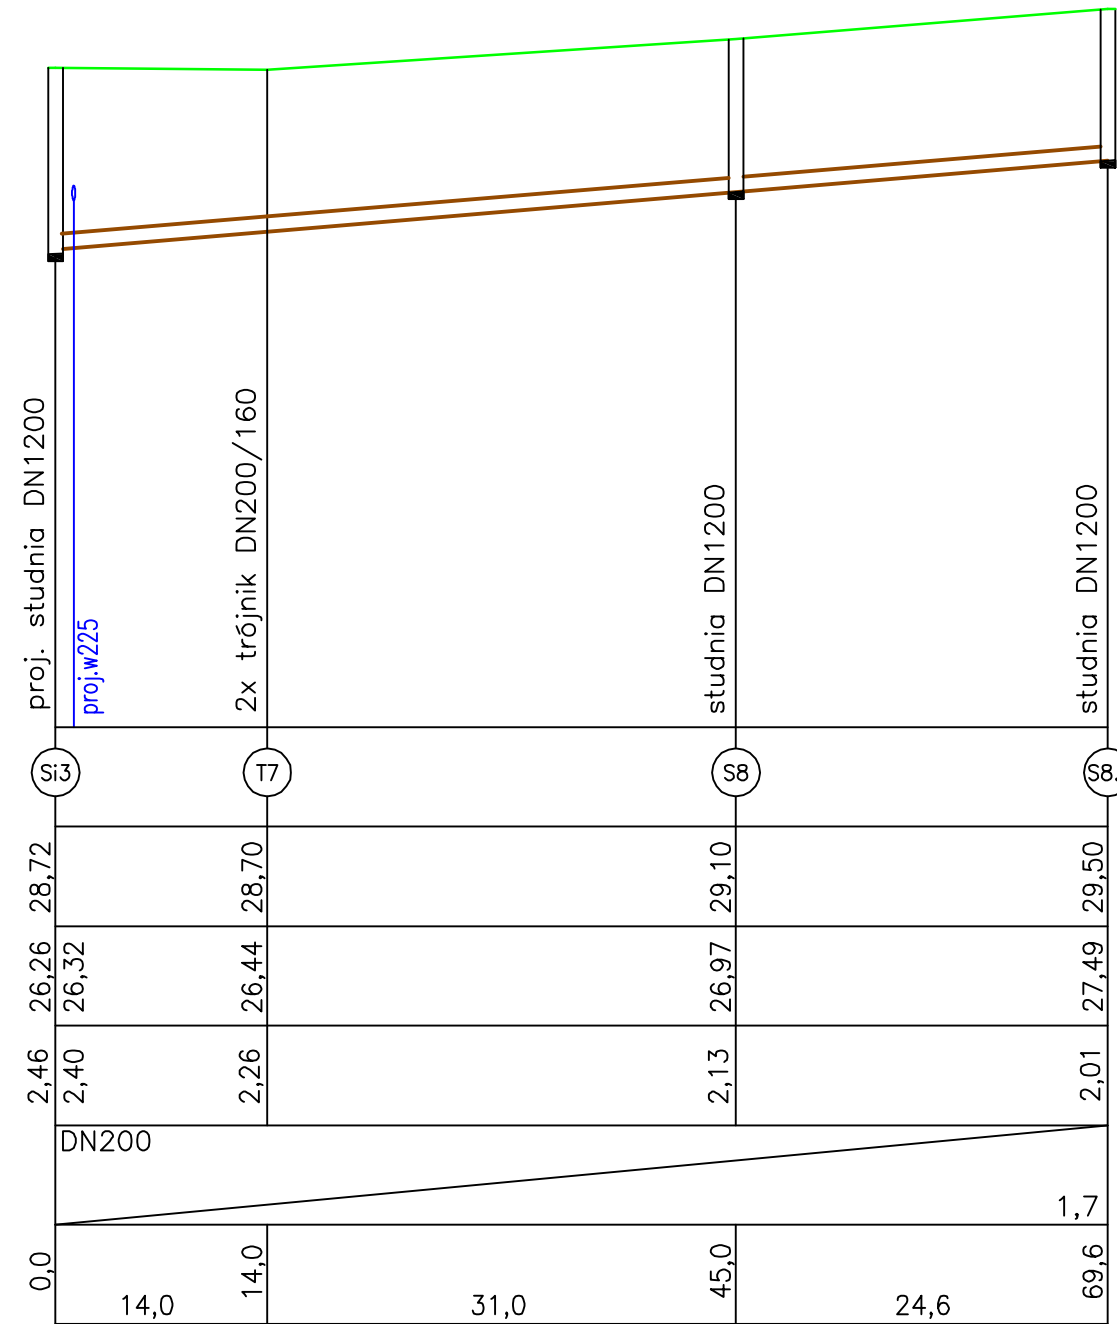 proj. studnia DN1200
proj.w225
2x trójnik DN200/160
studnia DN1200
studnia DN1200
Si3
T7
S8
S8.
28,72
28,70
29,10
29,50
26,26
26,32
26,44
26,97
27,49
2,46
2,40
2,26
2,13
2,01
DN200
1,7
0,0
14,0
45,0
69,6
14,0
31,0
24,6